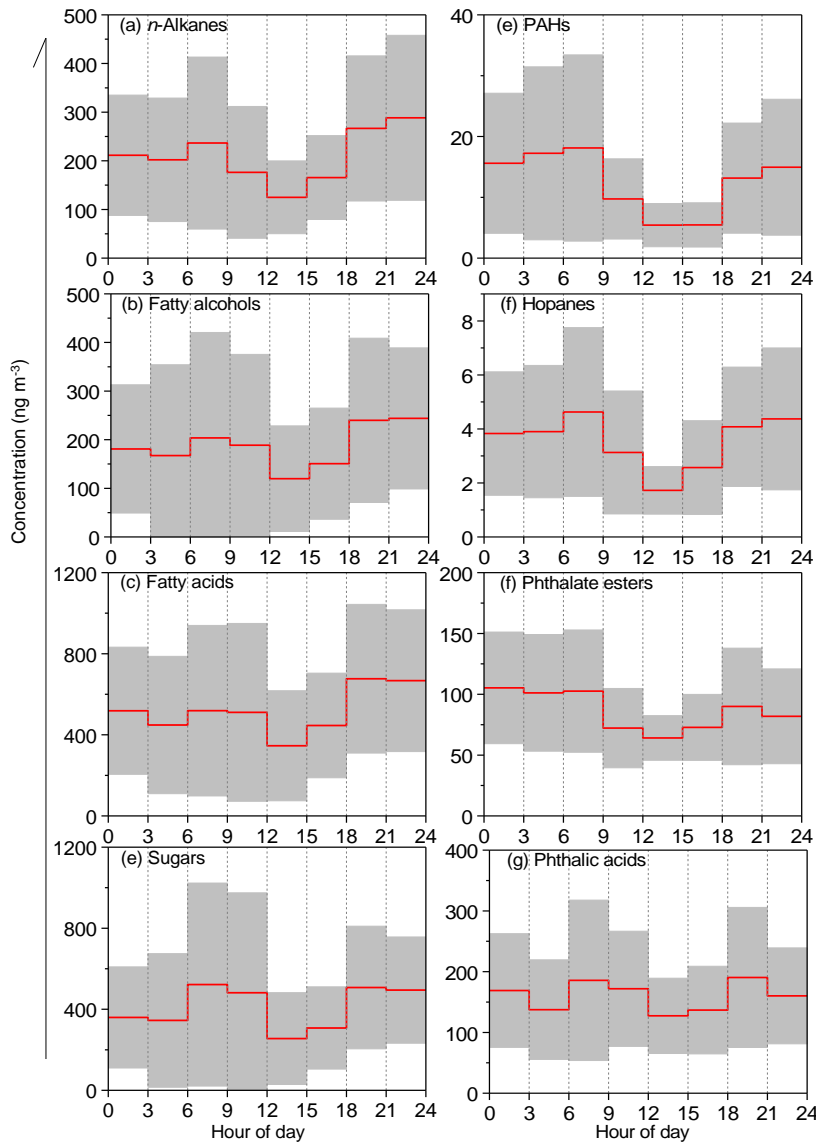 Concentration (ng m-3)
(a) n-Alkanes
500
400
300
200
100
0
0 3 6 9 12 15 18 21 24
(e) PAHs
40
20
0
0 3 6 9 12 15 18 21 24
(b) Fatty alcohols
500
400
300
200
100
0
0 3 6 9 12 15 18 21 24
(f) Hopanes
8
6
4
2
0
0 3 6 9 12 15 18 21 24
(c) Fatty acids
1200
800
400
0
0 3 6 9 12 15 18 21 24
(f) Phthalate esters
200
150
100
50
0
0 3 6 9 12 15 18 21 24
(e) Sugars
1200
800
400
0
0 3 6 9 12 15 18 21 24
Hour of day
(g) Phthalic acids
400
300
200
100
0
0 3 6 9 12 15 18 21 24
Hour of day